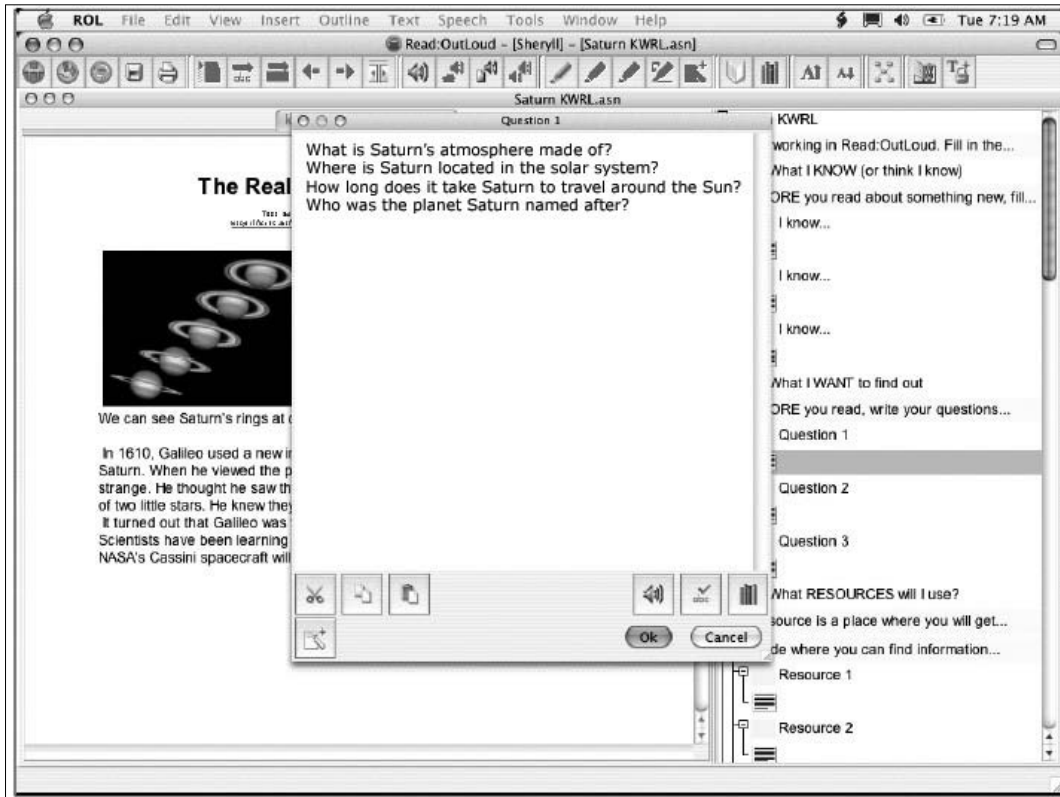 ROL File Edit View Insert Outline Text Speech Tools Window Help Tue 7:19 AM
Read:OutLoud – [Sheryll] – [Saturn KWRL.asn]
Saturn KWRL.asn
Question 1
What is Saturn's atmosphere made of?
Where is Saturn located in the solar system?
How long does it take Saturn to travel around the Sun?
Who was the planet Saturn named after?
Ok Cancel
The Real
We can see Saturn's rings at
In 1610, Galileo used a new
Saturn. When he viewed the
strange. He thought he saw
of two little stars. He knew they
It turned out that Galileo was
Scientists have been learning
NASA's Cassini spacecraft will
KWRL
working in Read:OutLoud. Fill in the...
What I KNOW (or think I know)
ORE you read about something new, fill...
I know...
I know...
I know...
What I WANT to find out
ORE you read, write your questions...
Question 1
Question 2
Question 3
What RESOURCES will I use?
source is a place where you will get...
de where you can find information...
Resource 1
Resource 2